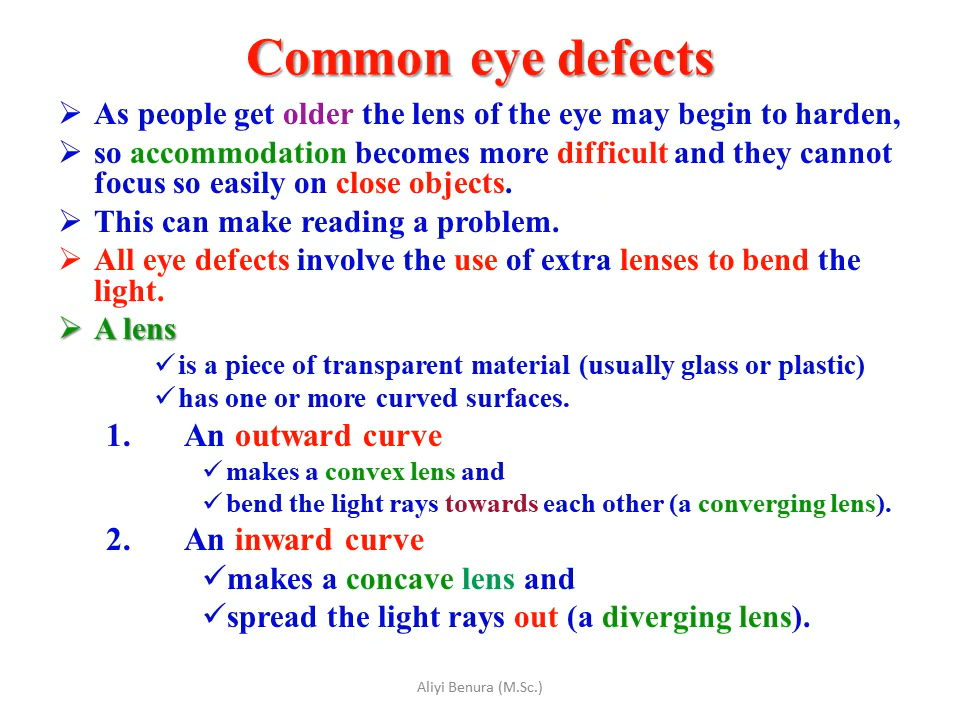 Common eye defects
➢ As people get older the lens of the eye may begin to harden,
➢ so accommodation becomes more difficult and they cannot
focus so easily on close objects.
➢ This can make reading a problem.
➢ All eye defects involve the use of extra lenses to bend the
light.
➢ A lens
✓ is a piece of transparent material (usually glass or plastic)
✓ has one or more curved surfaces.
1. An outward curve
✓ makes a convex lens and
✓ bend the light rays towards each other (a converging lens).
2. An inward curve
✓ makes a concave lens and
✓ spread the light rays out (a diverging lens).
Aliyi Benura (M.Sc.)